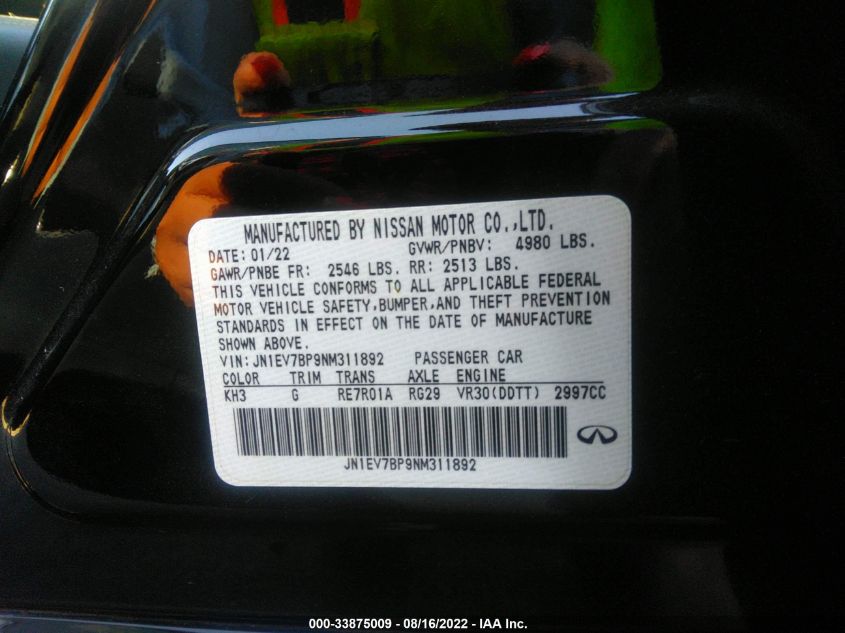 MANUFACTURED BY NISSAN MOTOR CO.,LTD.
DATE: 01/22 GVWR/PNBV: 4980 LBS.
GAWR/PNBE FR: 2546 LBS. RR: 2513 LBS.
THIS VEHICLE CONFORMS TO ALL APPLICABLE FEDERAL
MOTOR VEHICLE SAFETY,BUMPER,AND THEFT PREVENTION
STANDARDS IN EFFECT ON THE DATE OF MANUFACTURE
SHOWN ABOVE.
VIN:JN1EV7BP9NM311892 PASSENGER CAR
COLOR TRIM TRANS AXLE ENGINE
KH3 G RE7R01A RG29 VR30(DDTT) 2997CC
JN1EV7BP9NM311892
000-33875009 - 08/16/2022 - IAA Inc.